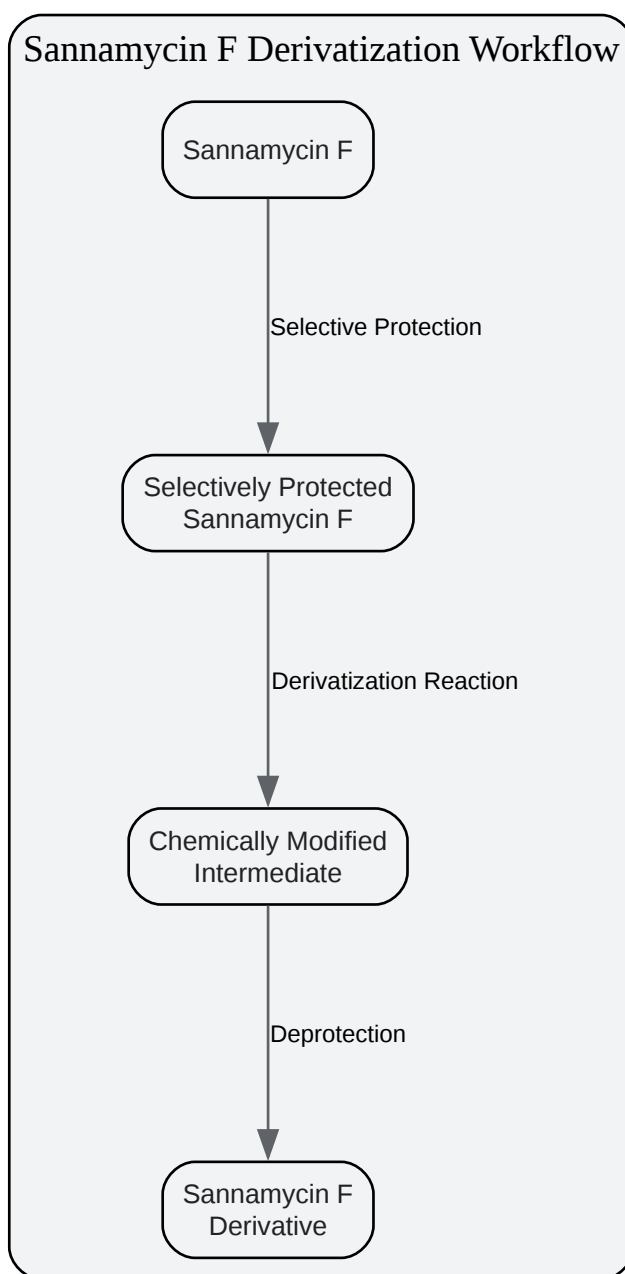 Sannamycin F Derivatization Workflow
Sannamycin F
Selective Protection
Selectively Protected
Sannamycin F
Derivatization Reaction
Chemically Modified
Intermediate
Deprotection
Sannamycin F
Derivative